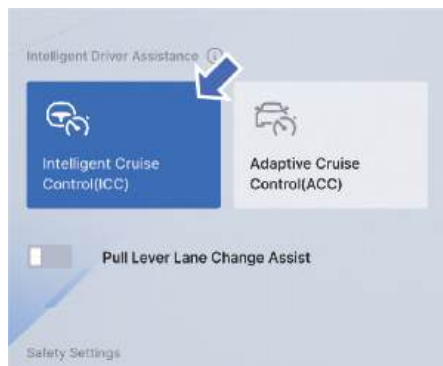 Intelligent Driver Assistance
Intelligent Cruise
Control(ICC)
Adaptive Cruise
Control(ACC)
Pull Lever Lane Change Assist
Safety Settings